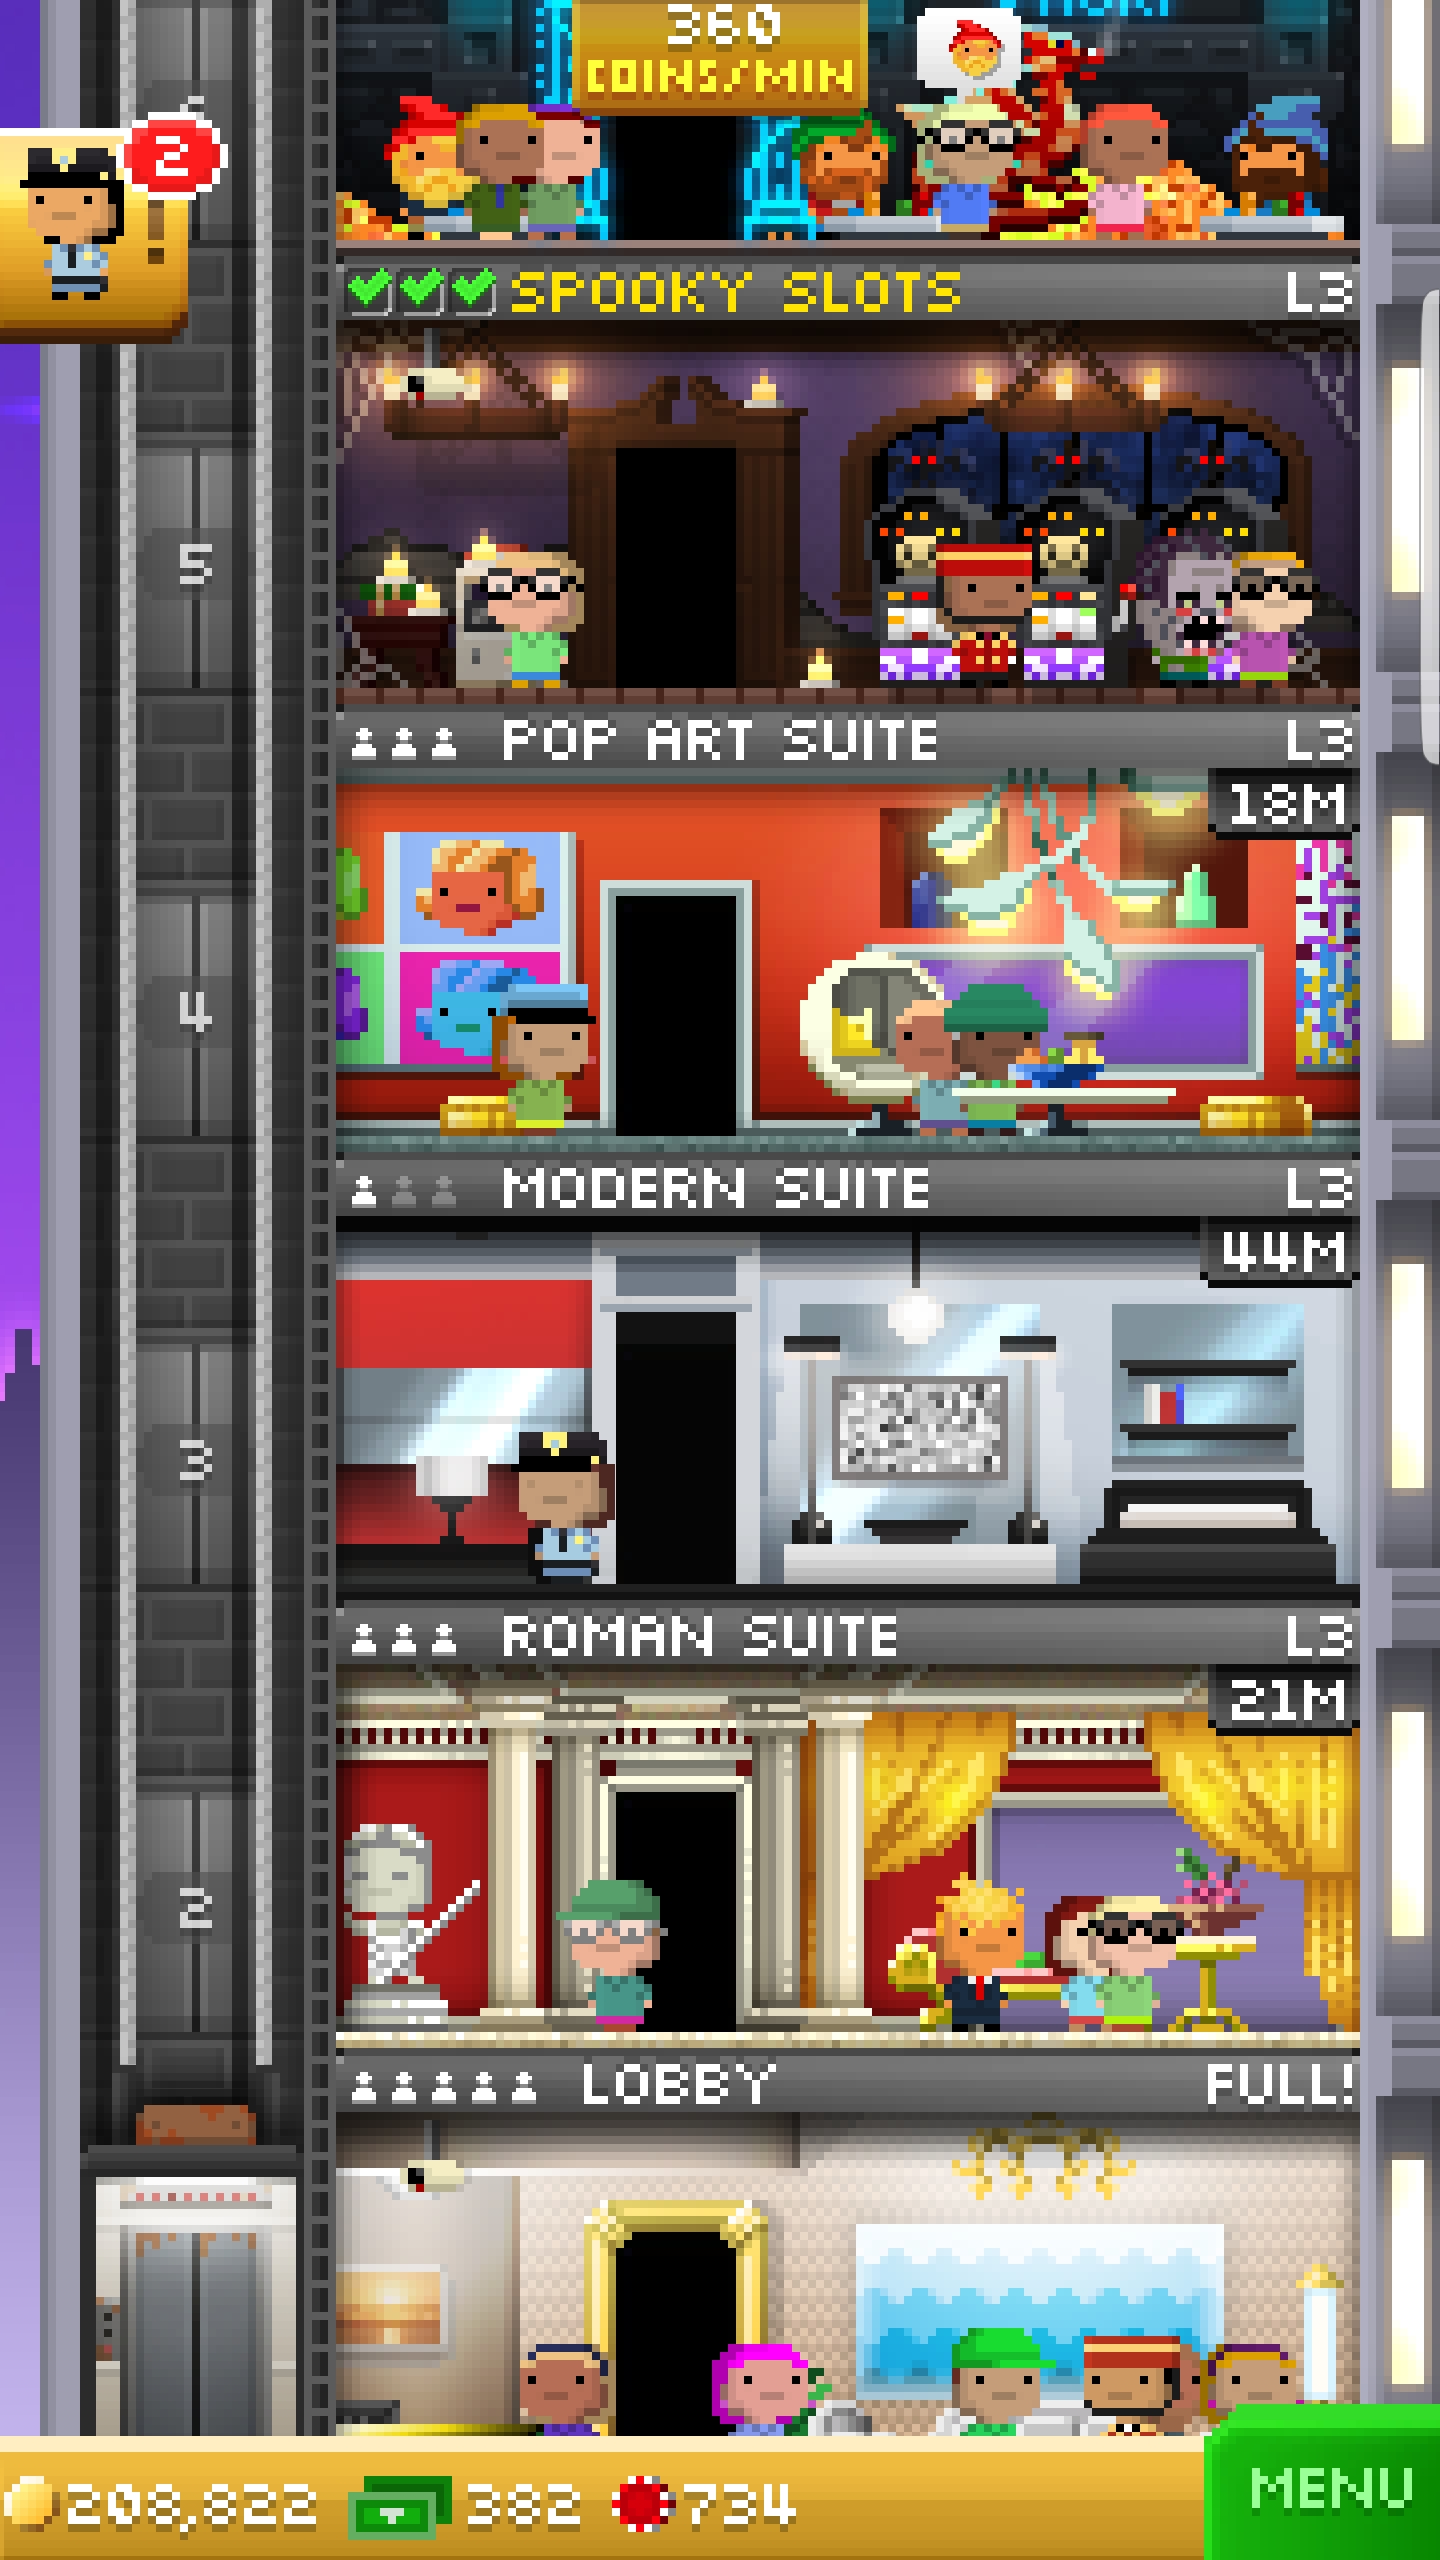 360
COINS/MIN
2
SPOOKY SLOTS L3
5
POP ART SUITE L3
18M
4
MODERN SUITE L3
44M
3
ROMAN SUITE L3
21M
2
LOBBY FULL!
208,822 382 734
MENU